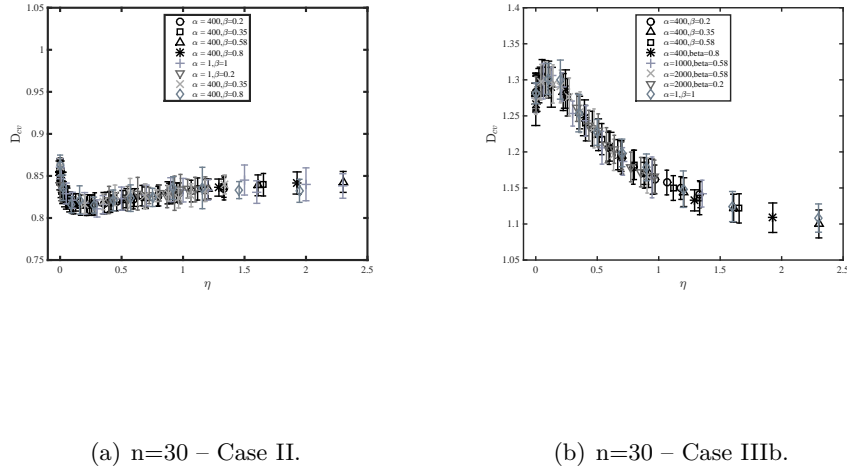 1.05
1
0.95
0.9
0.85
0.8
0.75
D_cv
α = 400,β=0.2
α = 400,β=0.35
α = 400,β=0.58
α = 400,β=0.8
α = 1,β=1
α = 1,β=0.2
α = 400,β=0.35
α = 400,β=0.8
0 0.5 1 1.5 2 2.5
η
1.4
1.35
1.3
1.25
1.2
1.15
1.1
1.05
D_cv
α=400,β=0.2
α=400,β=0.35
α=400,β=0.58
α=400,beta=0.8
α=1000,beta=0.58
α=2000,beta=0.58
α=2000,beta=0.2
α=1,β=1
0 0.5 1 1.5 2 2.5
η
(a) n=30 – Case II.
(b) n=30 – Case IIIb.